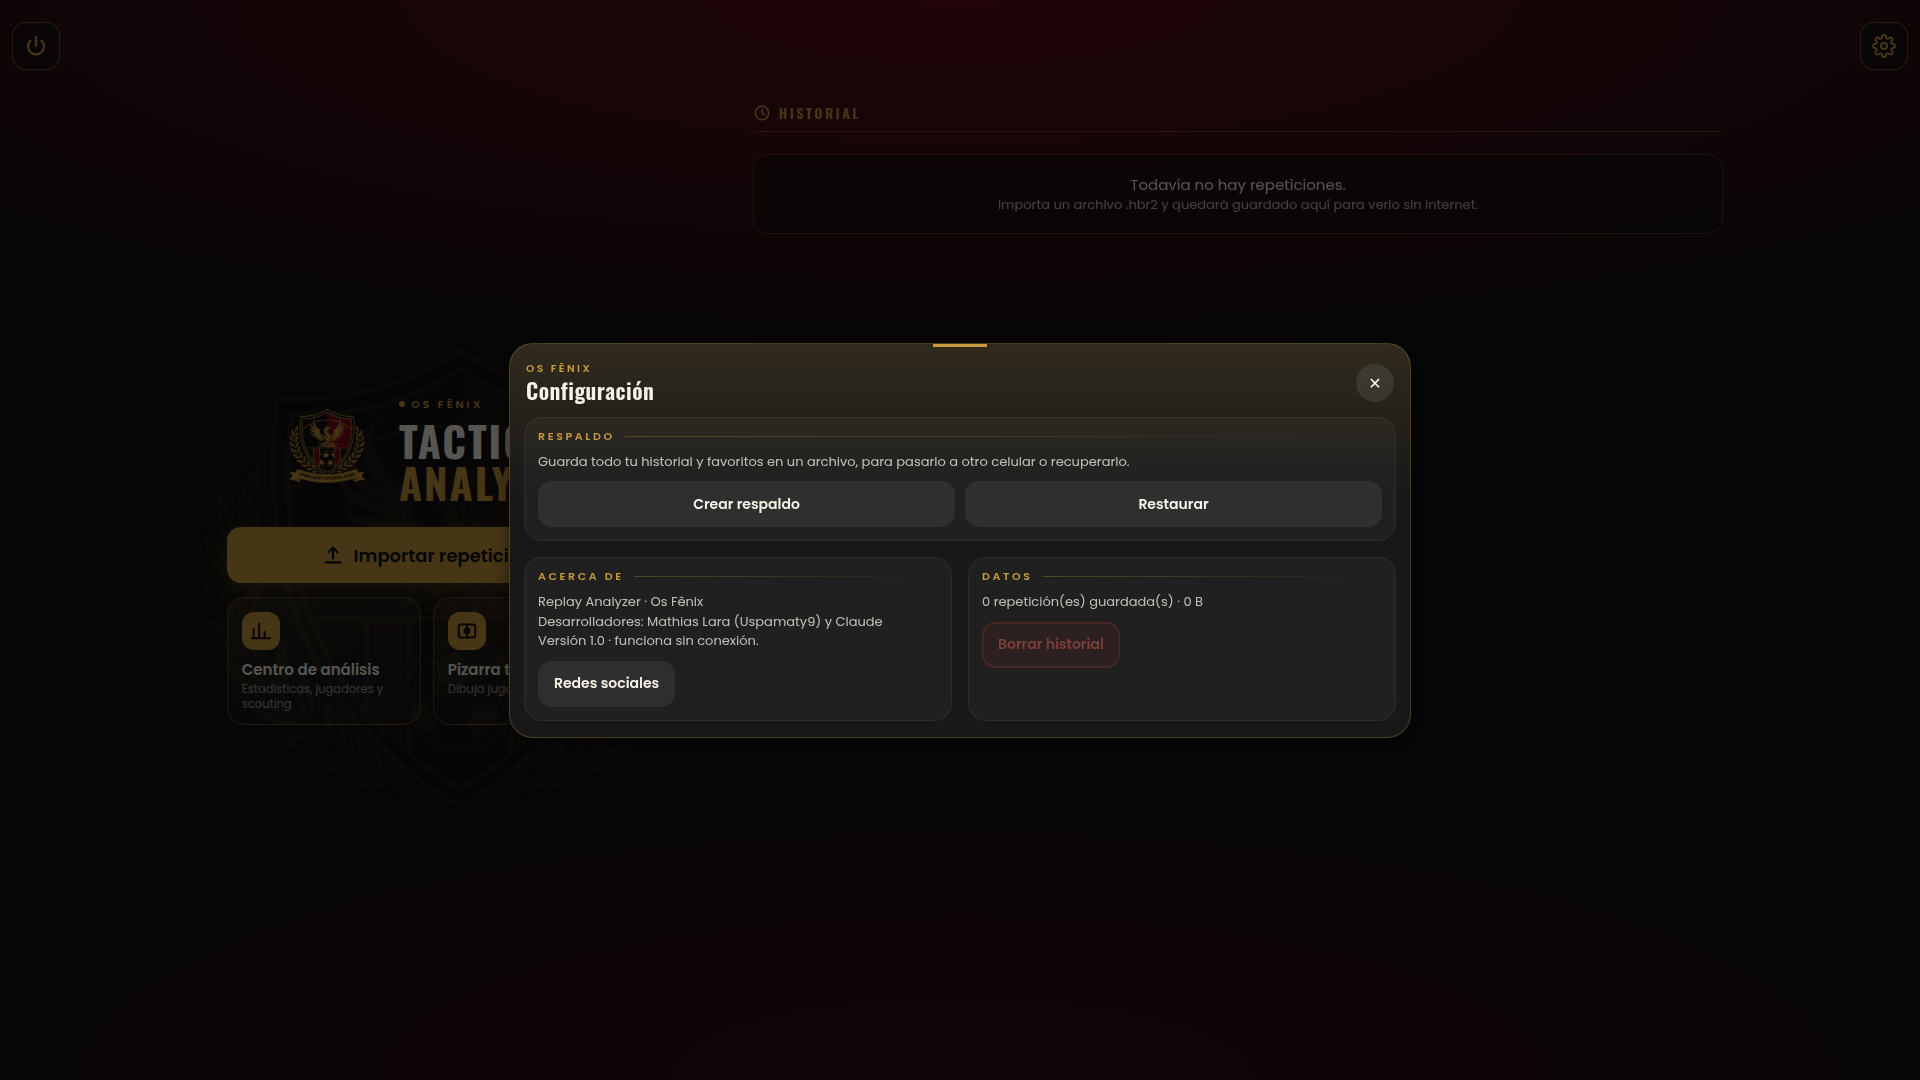 HISTORIAL
Todavía no hay repeticiones.
Importa un archivo .hbr2 y quedará guardado aquí para verlo sin internet.
OS FÊNIX
TACTIC
ANALY
Importar repetici
Centro de análisis
Estadísticas, jugadores y
scouting
Pizarra t
Dibuja juga
OS FÊNIX
Configuración
RESPALDO
Guarda todo tu historial y favoritos en un archivo, para pasarlo a otro celular o recuperarlo.
Crear respaldo
Restaurar
ACERCA DE
Replay Analyzer · Os Fênix
Desarrolladores: Mathias Lara (Uspamaty9) y Claude
Versión 1.0 · funciona sin conexión.
Redes sociales
DATOS
0 repetición(es) guardada(s) · 0 B
Borrar historial